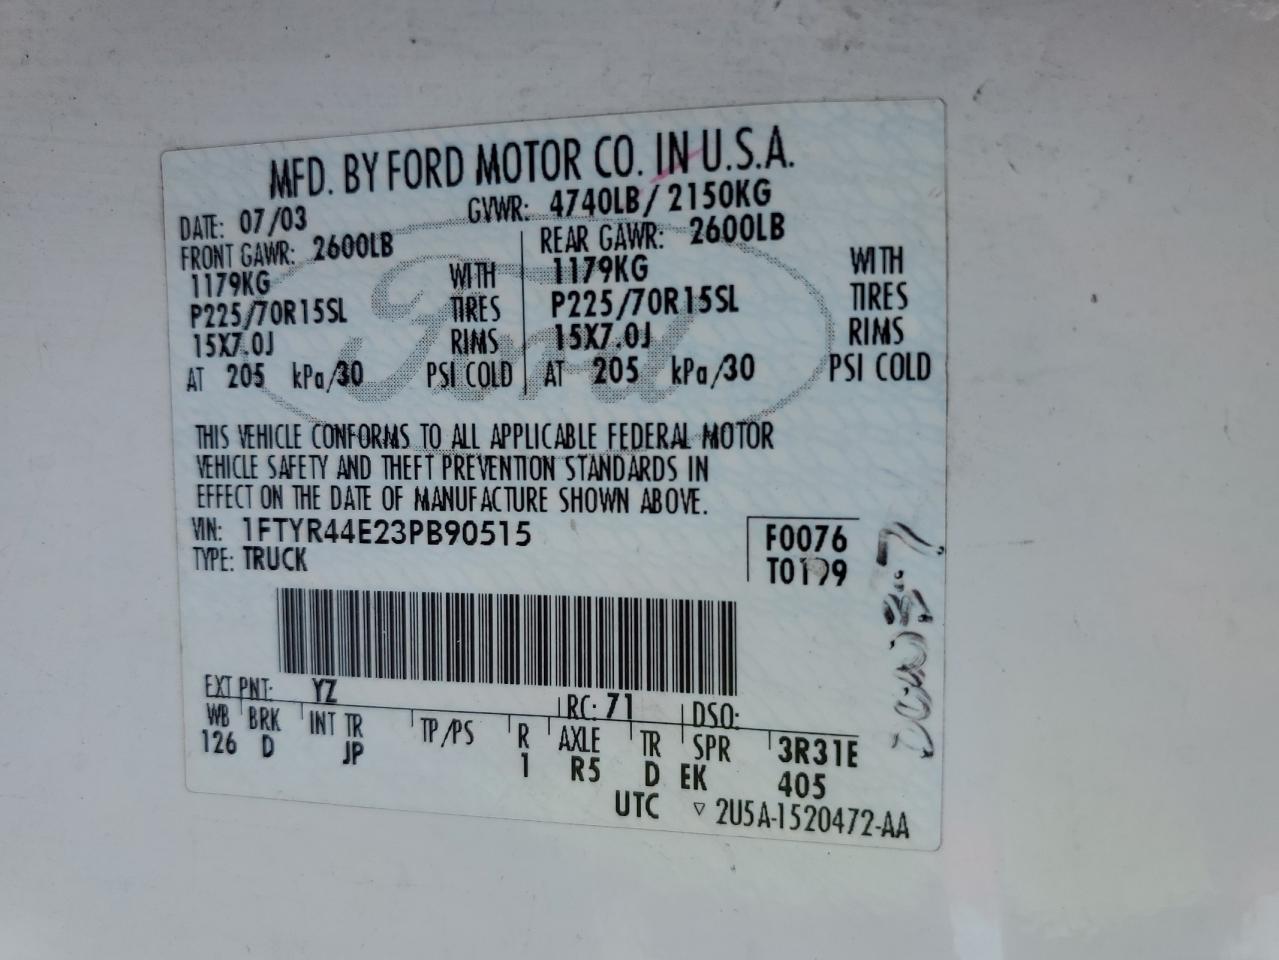 MFD. BY FORD MOTOR CO. IN U.S.A.
DATE: 07/03 GVWR: 4740LB/2150KG
FRONT GAWR: 2600LB REAR GAWR: 2600LB
1179KG WITH 1179KG WITH
P225/70R15SL TIRES P225/70R15SL TIRES
15X7.0J RIMS 15X7.0J RIMS
AT 205 kPa/30 PSI COLD AT 205 kPa/30 PSI COLD
Ford
THIS VEHICLE CONFORMS TO ALL APPLICABLE FEDERAL MOTOR
VEHICLE SAFETY AND THEFT PREVENTION STANDARDS IN
EFFECT ON THE DATE OF MANUFACTURE SHOWN ABOVE.
VIN: 1FTYR44E23PB90515 F0076
TYPE: TRUCK T0199
EXT PNT: YZ RC: 71 DSO:
WB BRK INT TR TP/PS R AXLE TR SPR 3R31E
126 D JP 1 R5 D EK 405
UTC ▽ 2U5A-1520472-AA